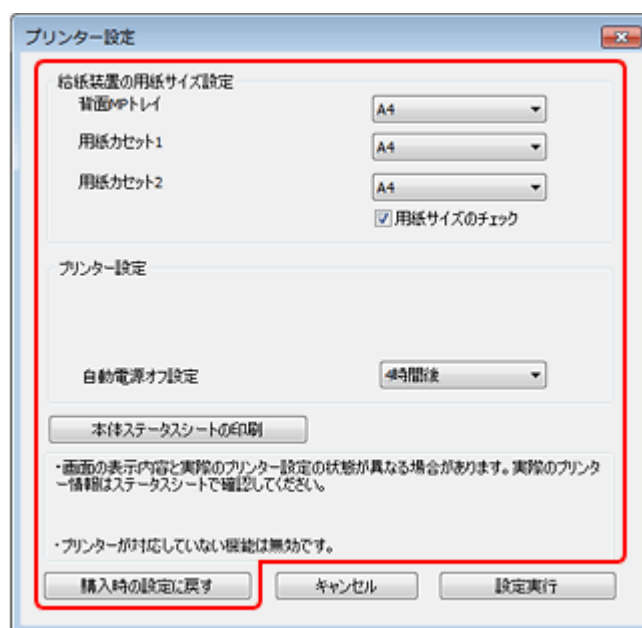 プリンター設定
給紙装置の用紙サイズ設定
背面MPトレイ
A4
用紙カセット1
A4
用紙カセット2
A4
用紙サイズのチェック
プリンター設定
自動電源オフ設定
4時間後
本体ステータスシートの印刷
・画面の表示内容と実際のプリンター設定の状態が異なる場合があります。実際のプリンタ
ー情報はステータスシートで確認してください。
・プリンターが対応していない機能は無効です。
購入時の設定に戻す
キャンセル
設定実行